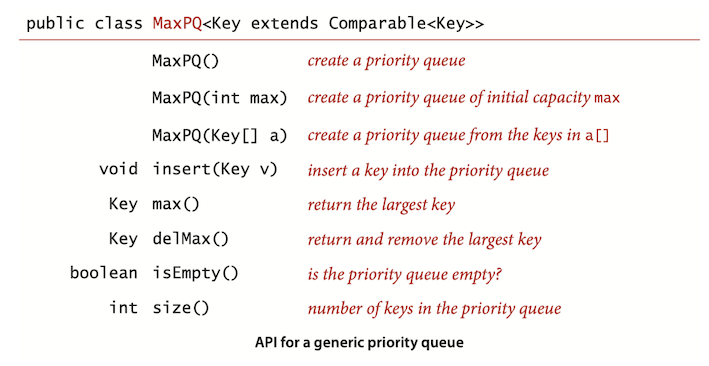 public class MaxPQ<Key extends Comparable<Key>>
MaxPQ() create a priority queue
MaxPQ(int max) create a priority queue of initial capacity max
MaxPQ(Key[] a) create a priority queue from the keys in a[]
void insert(Key v) insert a key into the priority queue
Key max() return the largest key
Key delMax() return and remove the largest key
boolean isEmpty() is the priority queue empty?
int size() number of keys in the priority queue
API for a generic priority queue